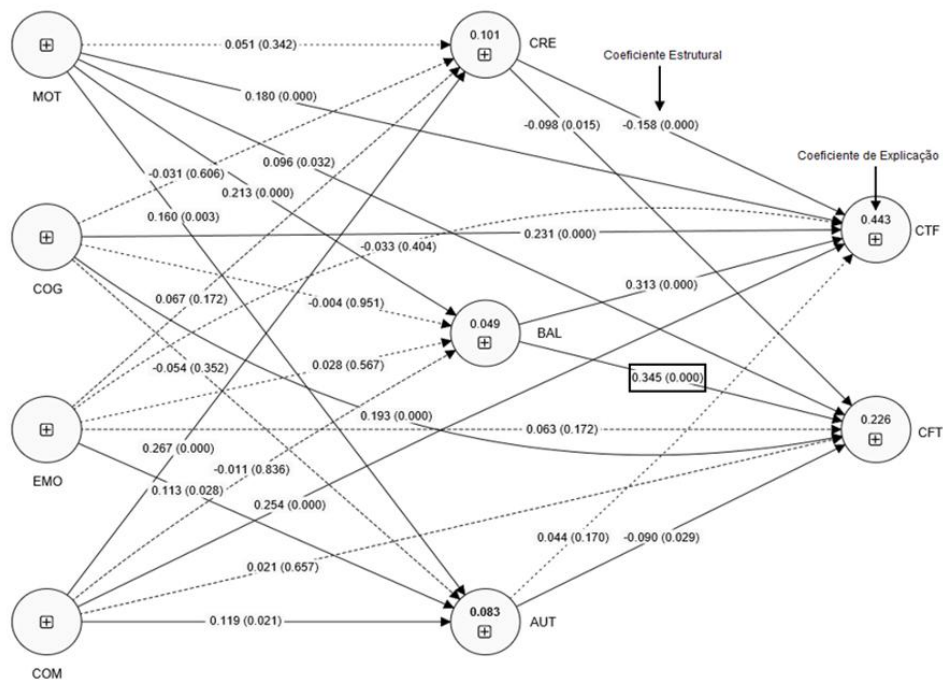 0.051 (0.342)
0.101
CRE
Coeficiente Estrutural
MOT
0.180 (0.000)
-0.098 (0.015)
-0.158 (0.000)
0.096 (0.032)
Coeficiente de Explicação
-0.031 (0.606)
0.213 (0.000)
0.160 (0.003)
0.443
CTF
0.231 (0.000)
-0.033 (0.404)
COG
0.067 (0.172)
-0.004 (0.951)
0.313 (0.000)
0.049
BAL
-0.054 (0.352)
0.028 (0.567)
0.345 (0.000)
0.193 (0.000)
0.063 (0.172)
0.226
CFT
0.267 (0.000)
-0.011 (0.836)
EMO
0.113 (0.028)
0.254 (0.000)
0.044 (0.170)
-0.090 (0.029)
0.021 (0.657)
0.083
0.119 (0.021)
AUT
COM